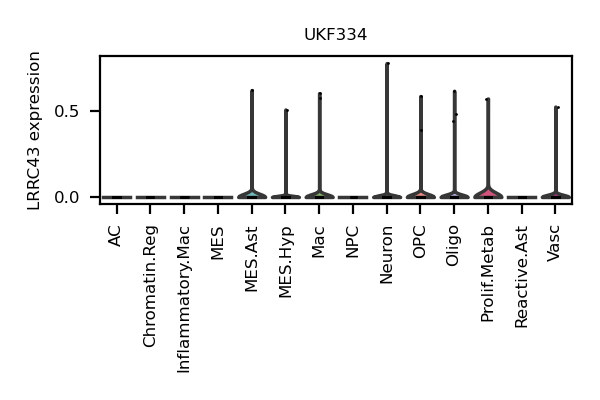 UKF334
LRRC43 expression
0.5
0.0
AC
Chromatin.Reg
Inflammatory.Mac
MES
MES.Ast
MES.Hyp
Mac
NPC
Neuron
OPC
Oligo
Prolif.Metab
Reactive.Ast
Vasc